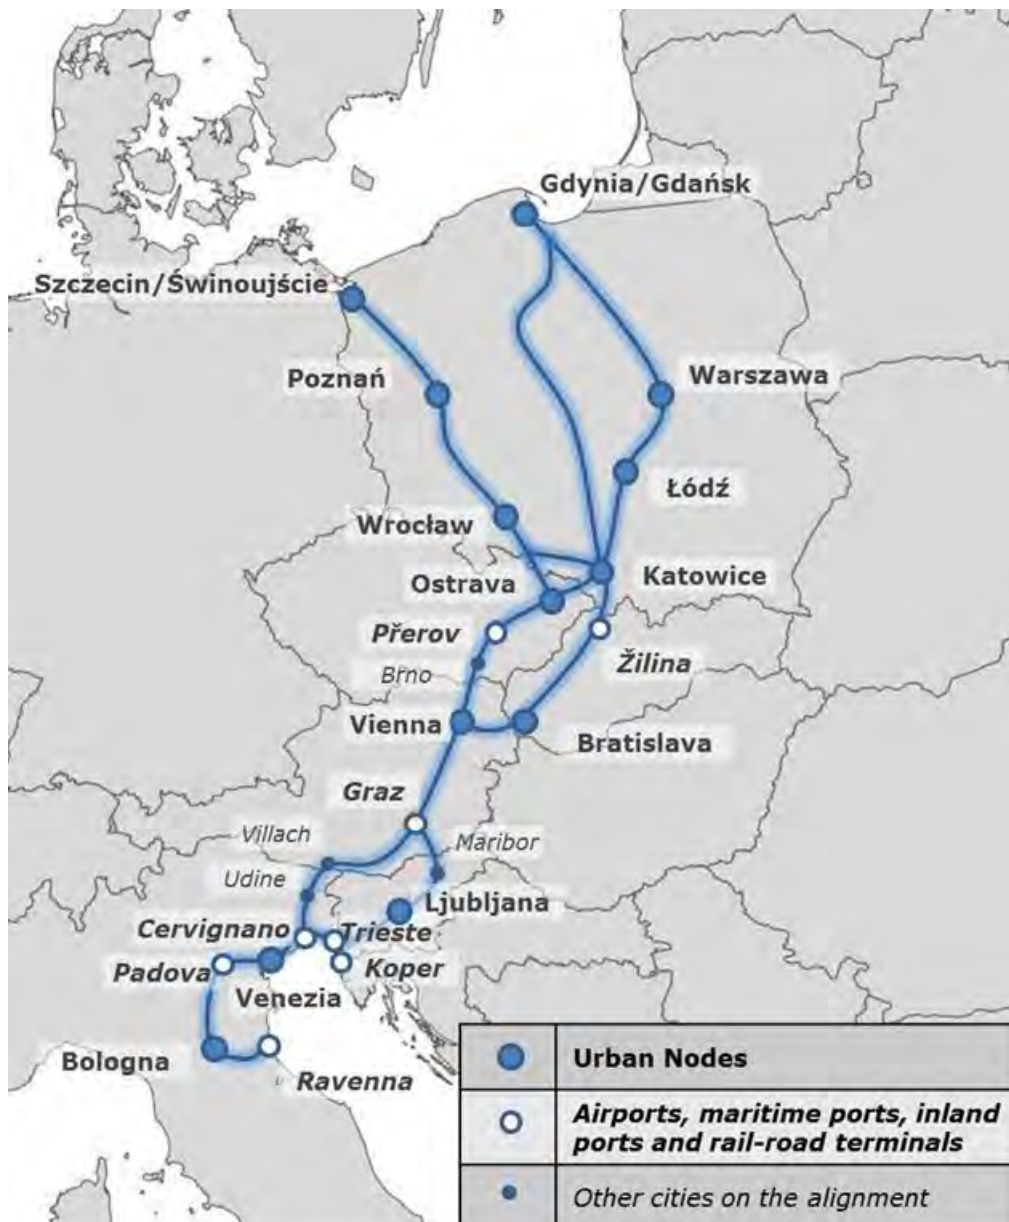 Gdynia/Gdańsk
Szczecin/Świnoujście
Poznań
Warszawa
Łódź
Wrocław
Ostrava
Katowice
Přerov
Žilina
Brno
Vienna
Bratislava
Graz
Villach
Maribor
Udine
Ljubljana
Cervignano
Trieste
Padova
Koper
Venezia
Bologna
Ravenna
Urban Nodes
Airports, maritime ports, inland
ports and rail-road terminals
Other cities on the alignment